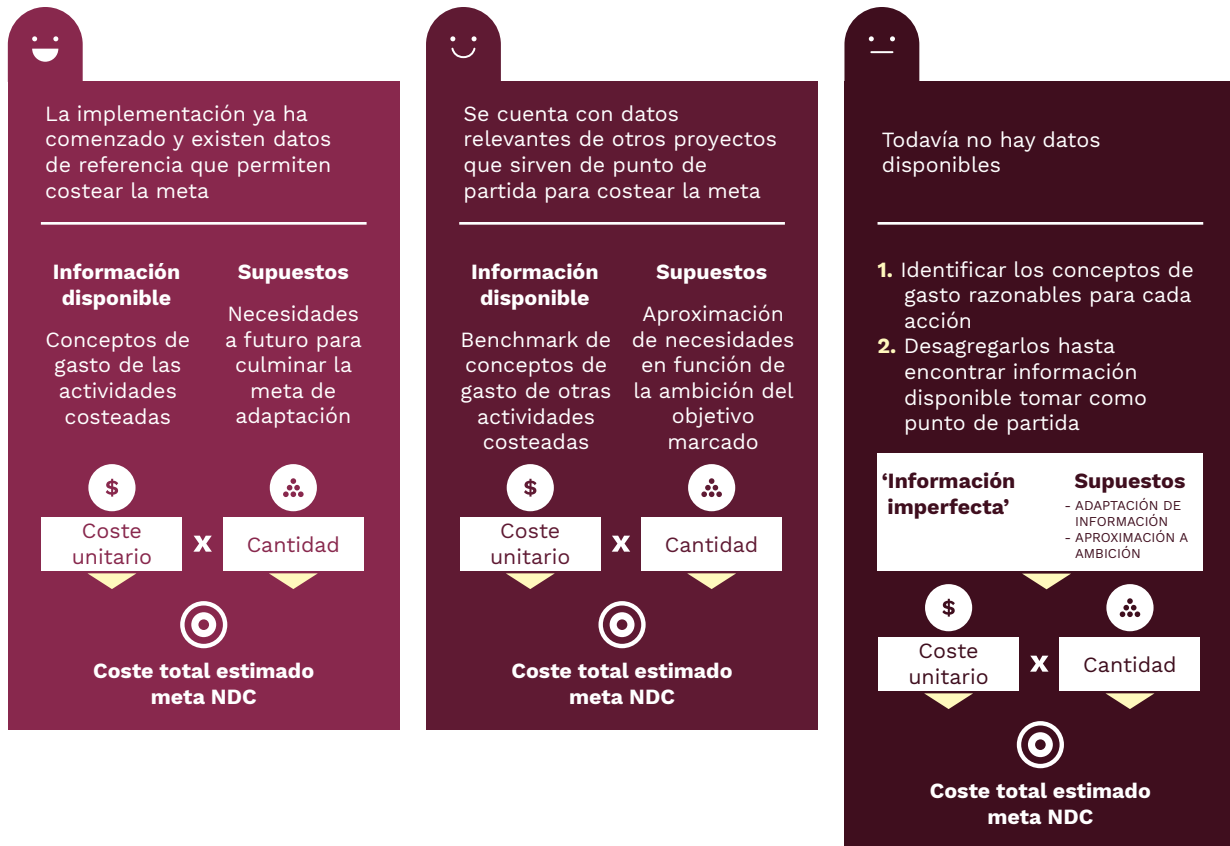 La implementación ya ha
comenzado y existen datos
de referencia que permiten
costear la meta
Información
disponible
Conceptos de
gasto de las
actividades
costeadas
Supuestos
Necesidades
a futuro para
culminar la
meta de
adaptación
$
Coste
unitario
X
Cantidad
Coste total estimado
meta NDC
Se cuenta con datos
relevantes de otros proyectos
que sirven de punto de
partida para costear la meta
Información
disponible
Benchmark de
conceptos de
gasto de otras
actividades
costeadas
Supuestos
Aproximación
de necesidades
en función de
la ambición del
objetivo
marcado
$
Coste
unitario
X
Cantidad
Coste total estimado
meta NDC
Todavía no hay datos
disponibles
1. Identificar los conceptos de
gasto razonables para cada
acción
2. Desagregarlos hasta
encontrar información
disponible tomar como
punto de partida
‘Información
imperfecta’
Supuestos
- ADAPTACIÓN DE
INFORMACIÓN
- APROXIMACIÓN A
AMBICIÓN
$
Coste
unitario
X
Cantidad
Coste total estimado
meta NDC